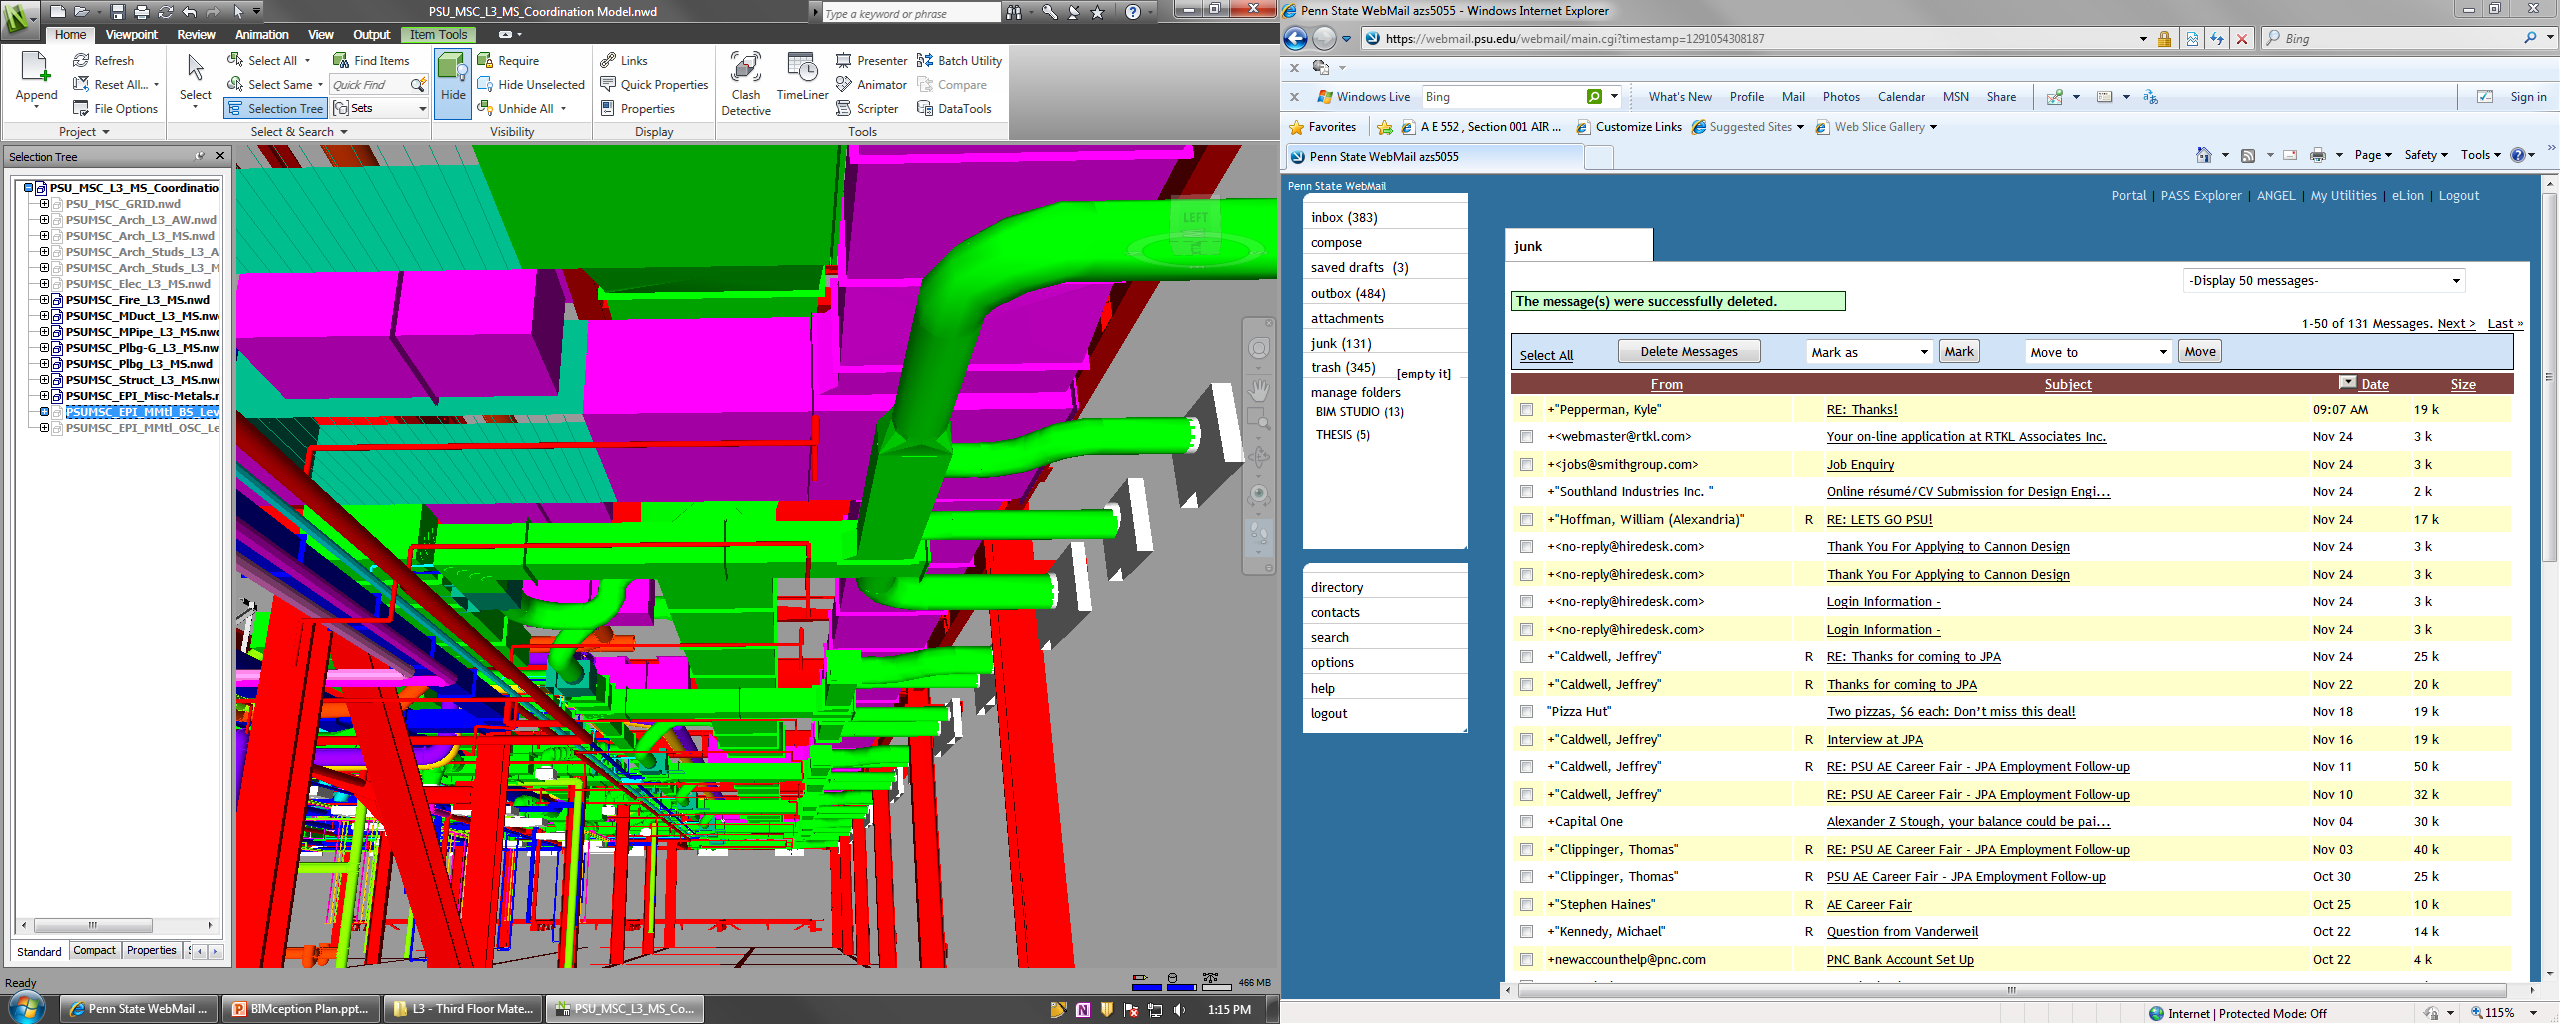 PSU_MSC_L3_MS_Coordination Model.nwd
Type a keyword or phrase
Home Viewpoint Review Animation View Output Item Tools
Append
Refresh
Reset All...
File Options
Project
Select
Select All
Select Same
Selection Tree
Find Items
Quick Find
Sets
Select & Search
Hide
Require
Hide Unselected
Unhide All
Visibility
Links
Quick Properties
Properties
Display
Clash Detective
TimeLiner
Presenter
Animator
Scripter
Batch Utility
Compare
DataTools
Tools
Selection Tree
PSU_MSC_L3_MS_Coordinatio
PSU_MSC_GRID.nwd
PSUMSC_Arch_L3_AW.nwd
PSUMSC_Arch_L3_MS.nwd
PSUMSC_Arch_Studs_L3_A
PSUMSC_Arch_Studs_L3_M
PSUMSC_Elec_L3_MS.nwd
PSUMSC_Fire_L3_MS.nwd
PSUMSC_MDuct_L3_MS.nwd
PSUMSC_MPipe_L3_MS.nwd
PSUMSC_Plbg-G_L3_MS.nw
PSUMSC_Plbg_L3_MS.nwd
PSUMSC_Struct_L3_MS.nwd
PSUMSC_EPI_Misc-Metals.n
PSUMSC_EPI_MMtl_BS_Lev
PSUMSC_EPI_MMtl_OSC_Le
LEFT
Standard Compact Properties
Ready
466 MB
Penn State WebMail ...
BIMception Plan.ppt...
L3 - Third Floor Mate...
PSU_MSC_L3_MS_Co...
1:15 PM
Penn State WebMail azs5055 - Windows Internet Explorer
https://webmail.psu.edu/webmail/main.cgi?timestamp=1291054308187
Bing
Windows Live Bing What's New Profile Mail Photos Calendar MSN Share Sign in
Favorites A E 552 , Section 001 AIR ... Customize Links Suggested Sites Web Slice Gallery
Penn State WebMail azs5055
Page Safety Tools
Penn State WebMail
Portal | PASS Explorer | ANGEL | My Utilities | eLion | Logout
inbox (383)
compose
saved drafts (3)
outbox (484)
attachments
junk (131)
trash (345) [empty it]
manage folders
BIM STUDIO (13)
THESIS (5)
directory
contacts
search
options
help
logout
junk
-Display 50 messages-
The message(s) were successfully deleted.
1-50 of 131 Messages. Next > Last »
Select All Delete Messages Mark as Mark Move to Move
From Subject Date Size
+"Pepperman, Kyle" RE: Thanks! 09:07 AM 19 k
+<webmaster@rtkl.com> Your on-line application at RTKL Associates Inc. Nov 24 3 k
+<jobs@smithgroup.com> Job Enquiry Nov 24 3 k
+"Southland Industries Inc. " Online résumé/CV Submission for Design Engi... Nov 24 2 k
+"Hoffman, William (Alexandria)" R RE: LETS GO PSU! Nov 24 17 k
+<no-reply@hiredesk.com> Thank You For Applying to Cannon Design Nov 24 3 k
+<no-reply@hiredesk.com> Thank You For Applying to Cannon Design Nov 24 3 k
+<no-reply@hiredesk.com> Login Information - Nov 24 3 k
+<no-reply@hiredesk.com> Login Information - Nov 24 3 k
+"Caldwell, Jeffrey" R RE: Thanks for coming to JPA Nov 24 25 k
+"Caldwell, Jeffrey" R Thanks for coming to JPA Nov 22 20 k
"Pizza Hut" Two pizzas, $6 each: Don't miss this deal! Nov 18 19 k
+"Caldwell, Jeffrey" R Interview at JPA Nov 16 19 k
+"Caldwell, Jeffrey" R RE: PSU AE Career Fair - JPA Employment Follow-up Nov 11 50 k
+"Caldwell, Jeffrey" R RE: PSU AE Career Fair - JPA Employment Follow-up Nov 10 32 k
+Capital One Alexander Z Stough, your balance could be pai... Nov 04 30 k
+"Clippinger, Thomas" R RE: PSU AE Career Fair - JPA Employment Follow-up Nov 03 40 k
+"Clippinger, Thomas" R PSU AE Career Fair - JPA Employment Follow-up Oct 30 25 k
+"Stephen Haines" R AE Career Fair Oct 25 10 k
+"Kennedy, Michael" R Question from Vanderweil Oct 22 14 k
+newaccounthelp@pnc.com PNC Bank Account Set Up Oct 22 4 k
Internet | Protected Mode: Off
115%